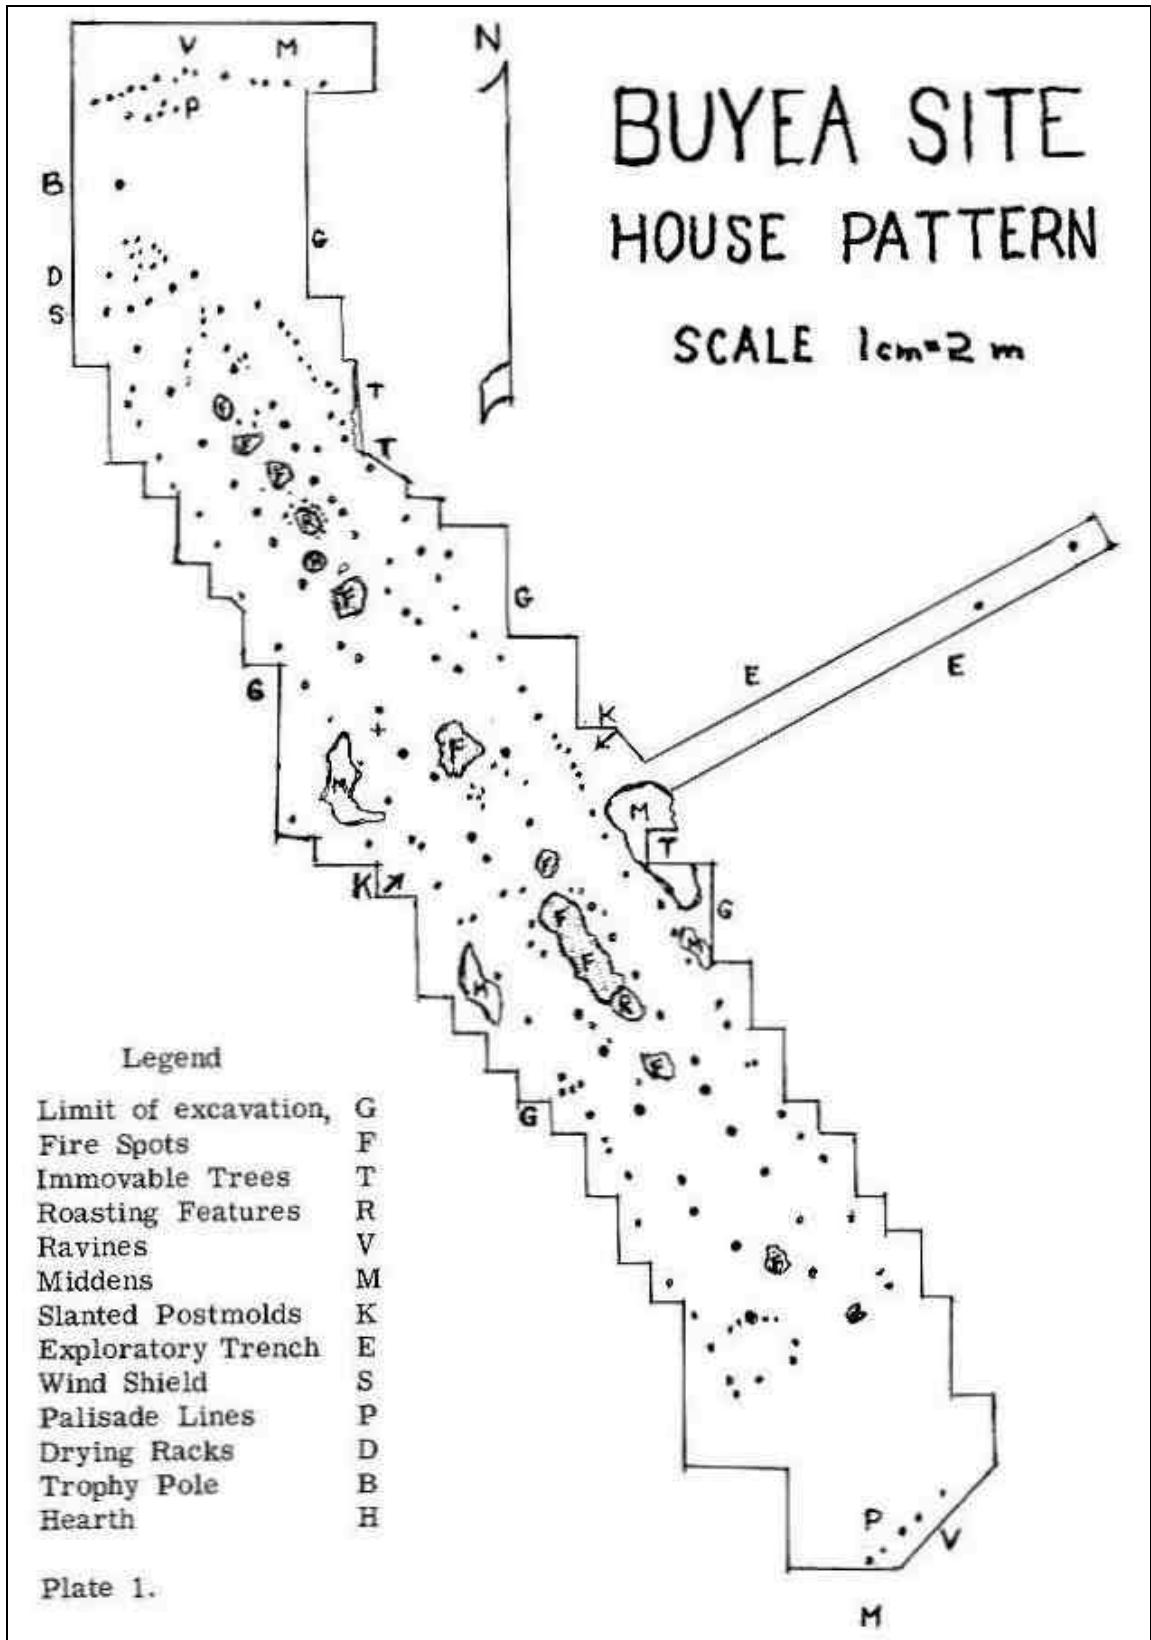 V M
N
BUYEA SITE
HOUSE PATTERN
SCALE 1cm=2 m
P
B
G
D
S
T
T
F
F
F
R
H
F
G
E
E
G
K
F
M
M
T
K
F
G
F
M
F
M
R
F
G
F
P
V
M
Legend
Limit of excavation, G
Fire Spots F
Immovable Trees T
Roasting Features R
Ravines V
Middens M
Slanted Postmolds K
Exploratory Trench E
Wind Shield S
Palisade Lines P
Drying Racks D
Trophy Pole B
Hearth H
Plate 1.